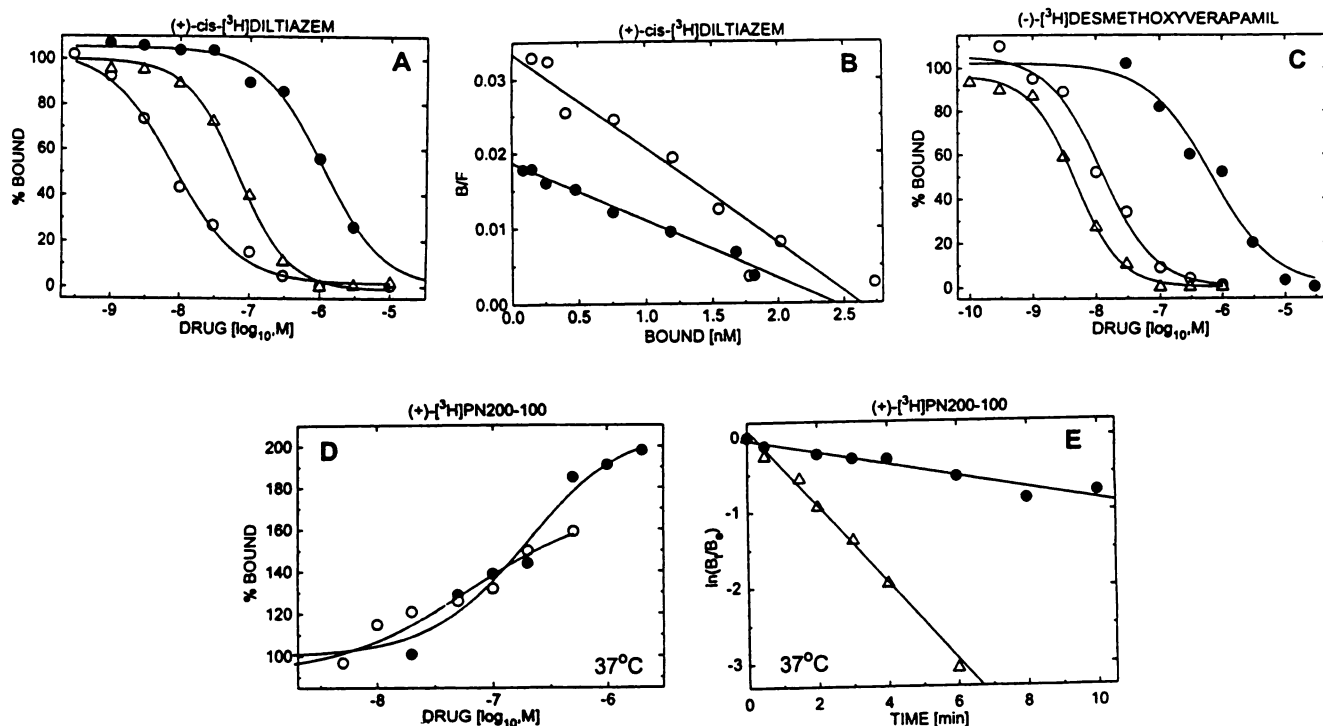 (+)-cis-[³H]DILTIAZEM
A
% BOUND
100
80
60
40
20
0
-9 -8 -7 -6 -5
DRUG [log₁₀.M]
(+)-cis-[³H]DILTIAZEM
B
B/F
0.03
0.02
0.01
0.00
0.0 0.5 1.0 1.5 2.0 2.5
BOUND [nM]
(-)-[³H]DESMETHOXYVERAPAMIL
C
% BOUND
100
80
60
40
20
0
-10 -9 -8 -7 -6 -5
DRUG [log₁₀.M]
(+)-[³H]PN200-100
D
% BOUND
200
180
160
140
120
100
37°C
-8 -7 -6
DRUG [log₁₀.M]
(+)-[³H]PN200-100
E
ln(Bₜ/Bₒ)
0
-1
-2
-3
37°C
0 2 4 6 8 10
TIME [min]